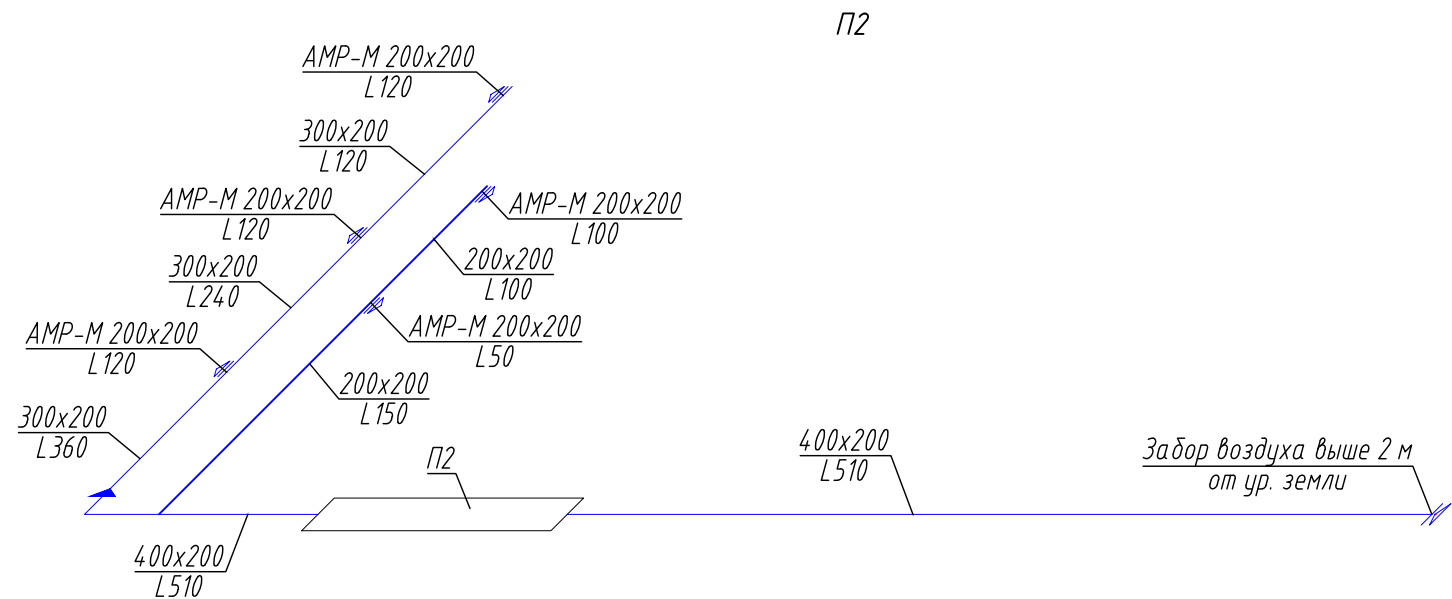 П2
АМР-М 200х200
L120
300х200
L120
АМР-М 200х200
L120
АМР-М 200х200
L100
300х200
L240
200х200
L100
АМР-М 200х200
L120
АМР-М 200х200
L50
200х200
L150
300х200
L360
П2
400х200
L510
Забор воздуха выше 2 м
от ур. земли
400х200
L510